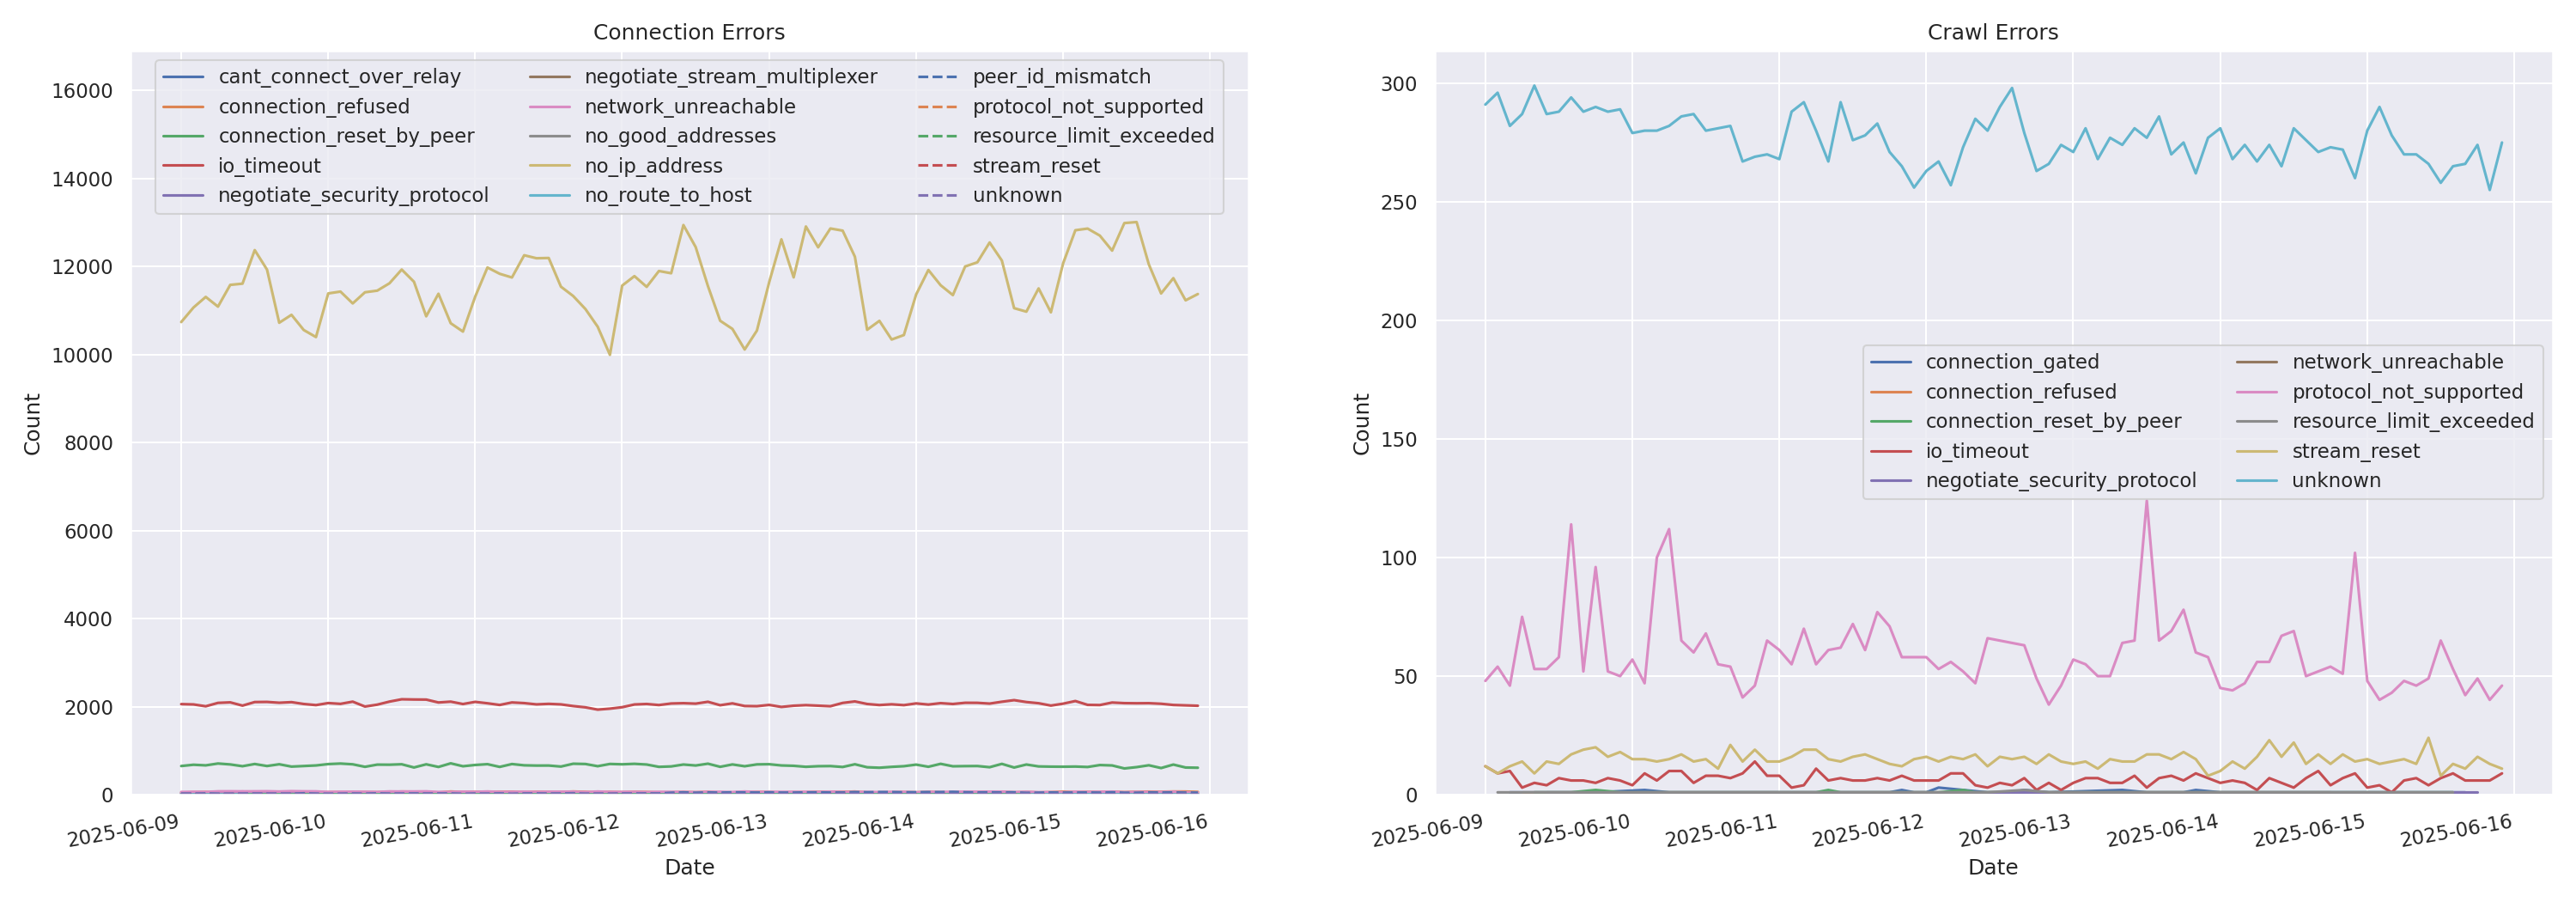 Connection Errors
16000
14000
12000
10000
8000
6000
4000
2000
0
Count
cant_connect_over_relay
connection_refused
connection_reset_by_peer
io_timeout
negotiate_security_protocol
negotiate_stream_multiplexer
network_unreachable
no_good_addresses
no_ip_address
no_route_to_host
peer_id_mismatch
protocol_not_supported
resource_limit_exceeded
stream_reset
unknown
2025-06-09
2025-06-10
2025-06-11
2025-06-12
2025-06-13
2025-06-14
2025-06-15
2025-06-16
Date
Crawl Errors
300
250
200
150
100
50
0
Count
connection_gated
connection_refused
connection_reset_by_peer
io_timeout
negotiate_security_protocol
network_unreachable
protocol_not_supported
resource_limit_exceeded
stream_reset
unknown
2025-06-09
2025-06-10
2025-06-11
2025-06-12
2025-06-13
2025-06-14
2025-06-15
2025-06-16
Date